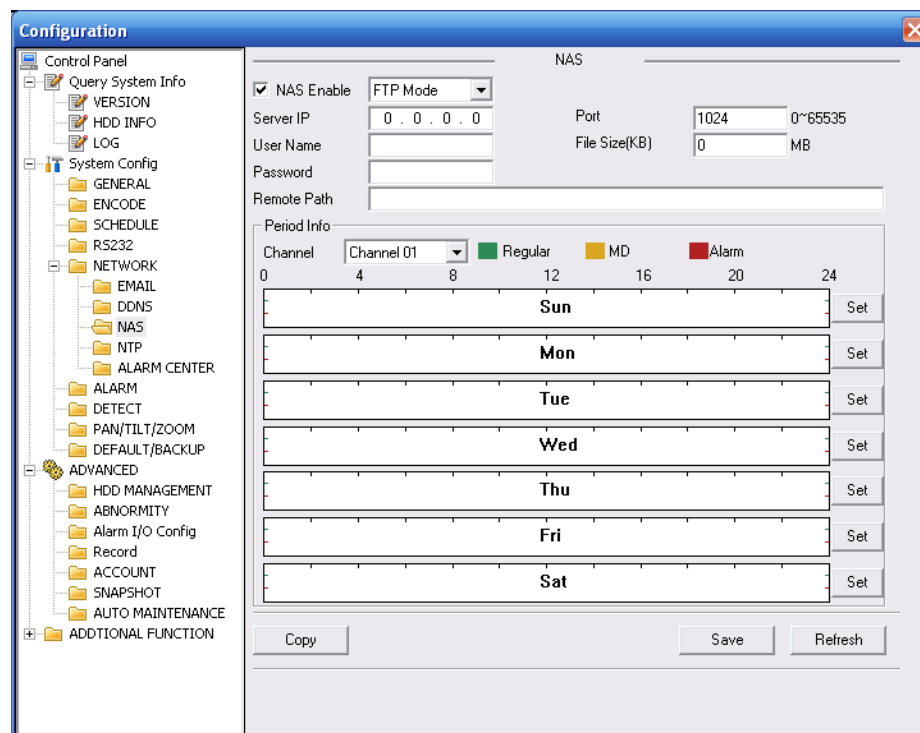 Configuration
Control Panel
Query System Info
VERSION
HDD INFO
LOG
System Config
GENERAL
ENCODE
SCHEDULE
RS232
NETWORK
EMAIL
DDNS
NAS
NTP
ALARM CENTER
ALARM
DETECT
PAN/TILT/ZOOM
DEFAULT/BACKUP
ADVANCED
HDD MANAGEMENT
ABNORMITY
Alarm I/O Config
Record
ACCOUNT
SNAPSHOT
AUTO MAINTENANCE
ADDTIONAL FUNCTION
NAS
NAS Enable FTP Mode
Server IP 0 . 0 . 0 . 0 Port 1024 0~65535
User Name File Size(KB) 0 MB
Password
Remote Path
Period Info
Channel Channel 01 Regular MD Alarm
0 4 8 12 16 20 24
Sun Set
Mon Set
Tue Set
Wed Set
Thu Set
Fri Set
Sat Set
Copy Save Refresh